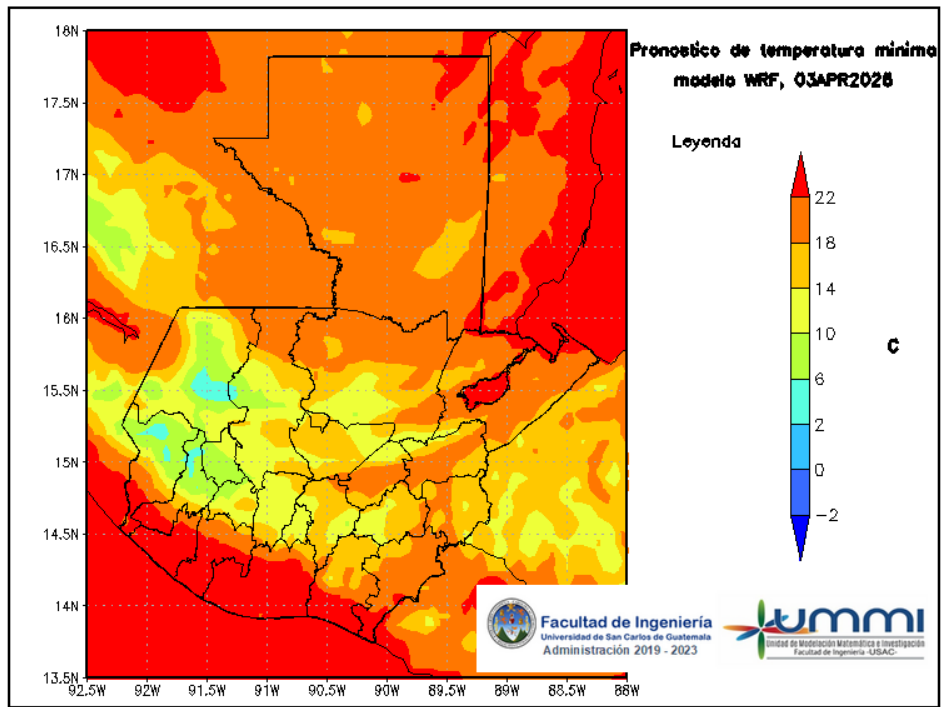 Pronostico de temperatura minima
modelo WRF, 03APR2026
Leyenda
22
18
14
10
6
2
0
−2
C
18N
17.5N
17N
16.5N
16N
15.5N
15N
14.5N
14N
13.5N
92.5W 92W 91.5W 91W 90.5W 90W 89.5W 89W 88.5W 88W
Facultad de Ingeniería
Universidad de San Carlos de Guatemala
Administración 2019 - 2023
UMMI
Unidad de Modelación Matemática e Investigación
Facultad de Ingeniería -USAC-